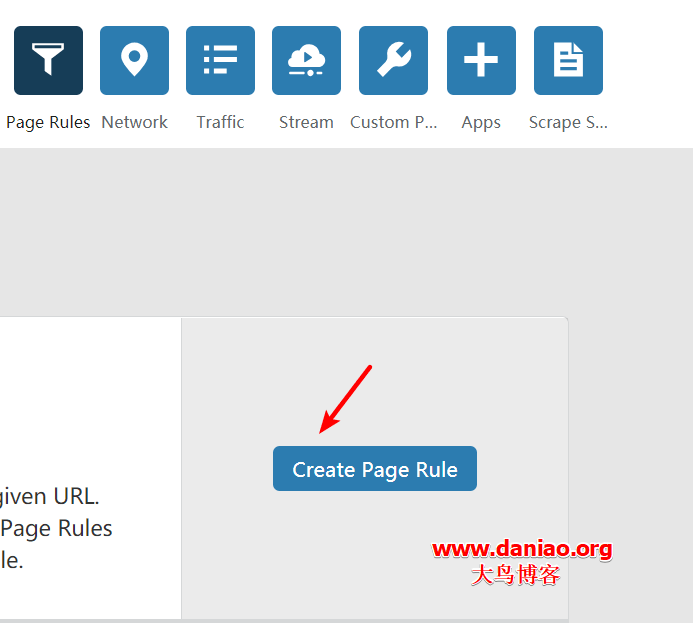 Page Rules Network Traffic Stream Custom P... Apps Scrape S...
Create Page Rule
given URL.
Page Rules
le.
www.daniao.org
大鸟博客